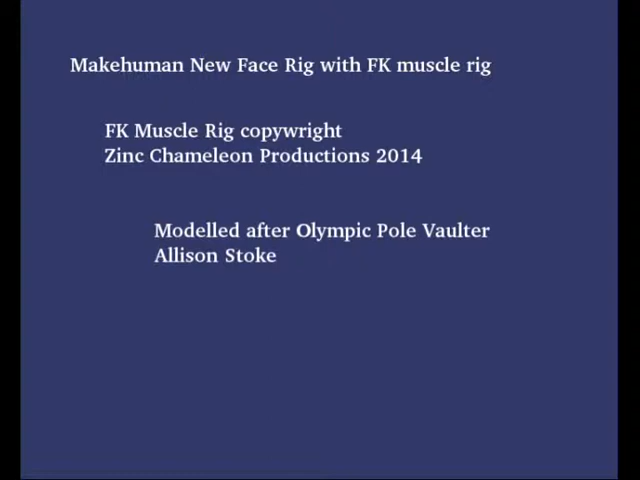 Makehuman New Face Rig with FK muscle rig
FK Muscle Rig copywright
Zinc Chameleon Productions 2014
Modelled after Olympic Pole Vaulter
Allison Stoke